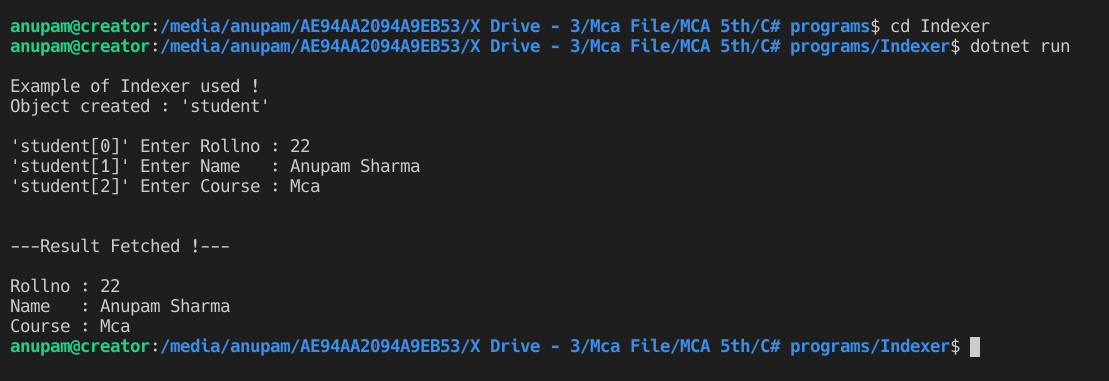 anupam@creator:/media/anupam/AE94AA2094A9EB53/X Drive - 3/Mca File/MCA 5th/C# programs$ cd Indexer
anupam@creator:/media/anupam/AE94AA2094A9EB53/X Drive - 3/Mca File/MCA 5th/C# programs/Indexer$ dotnet run
Example of Indexer used !
Object created : 'student'
'student[0]' Enter Rollno : 22
'student[1]' Enter Name   : Anupam Sharma
'student[2]' Enter Course : Mca
---Result Fetched !---
Rollno : 22
Name   : Anupam Sharma
Course : Mca
anupam@creator:/media/anupam/AE94AA2094A9EB53/X Drive - 3/Mca File/MCA 5th/C# programs/Indexer$